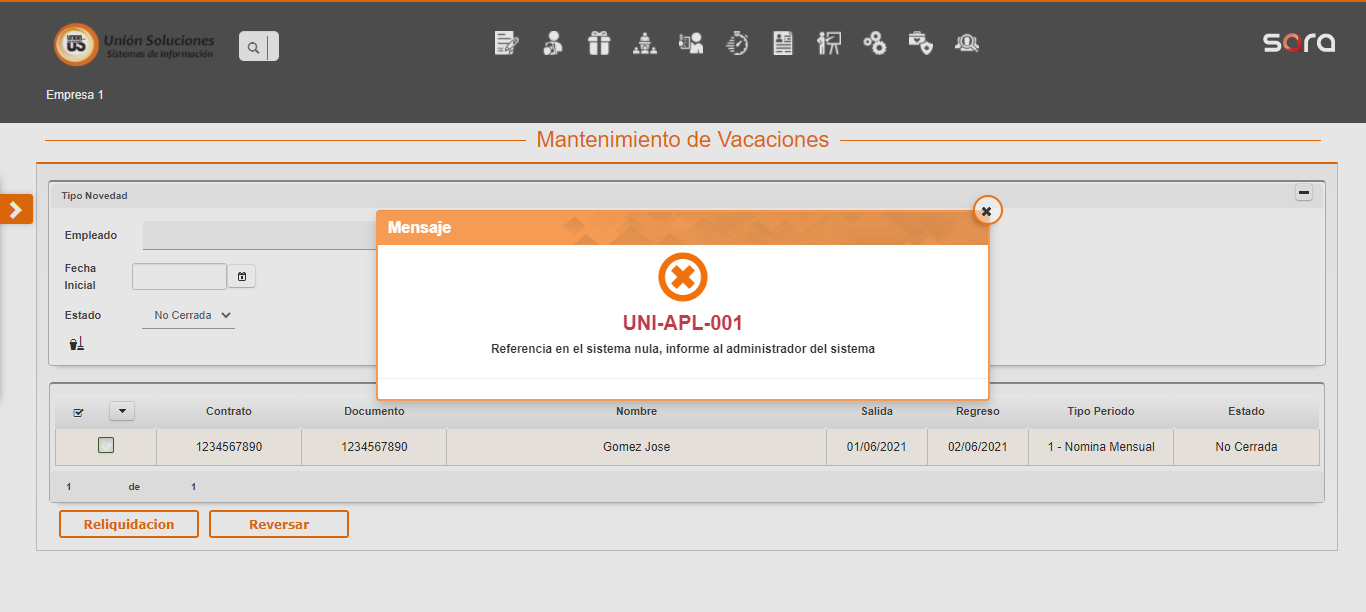 UNION
US
Unión Soluciones
Sistemas de Información
sara
Empresa 1
Mantenimiento de Vacaciones
Tipo Novedad
Empleado
Fecha
Inicial
Estado
No Cerrada
Mensaje
UNI-APL-001
Referencia en el sistema nula, informe al administrador del sistema
Contrato Documento Nombre Salida Regreso Tipo Periodo Estado
1234567890 1234567890 Gomez Jose 01/06/2021 02/06/2021 1 - Nomina Mensual No Cerrada
1 de 1
Reliquidacion Reversar